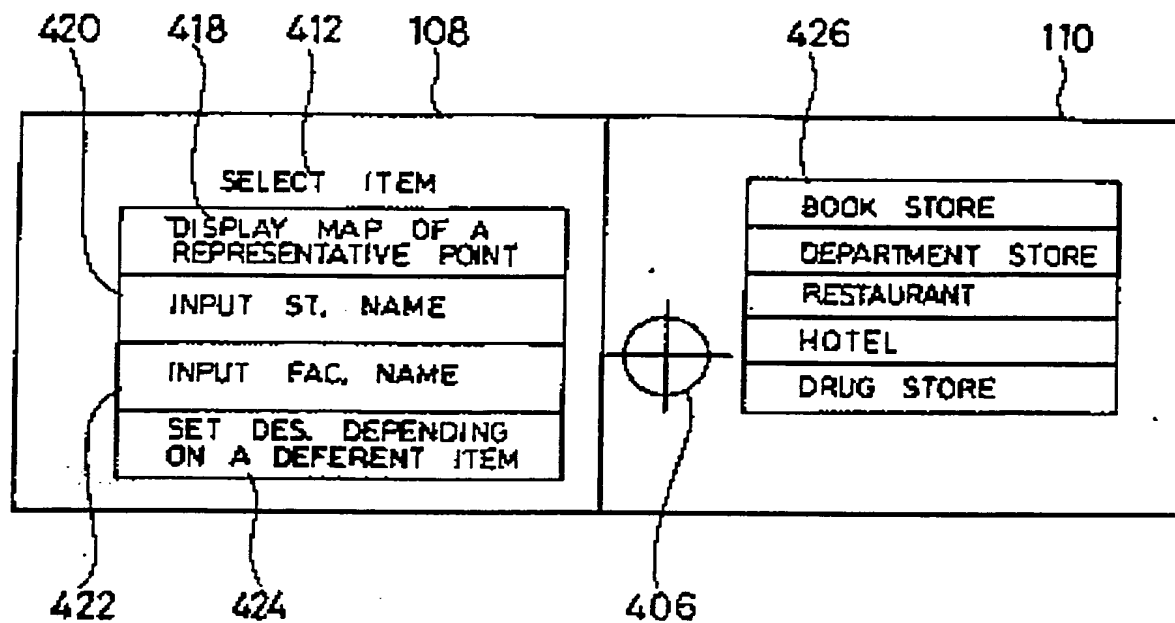 420 418 412 108 426 110
SELECT ITEM
DISPLAY MAP OF A
REPRESENTATIVE POINT
INPUT ST. NAME
INPUT FAC. NAME
SET DES. DEPENDING
ON A DEFERENT ITEM
BOOK STORE
DEPARTMENT STORE
RESTAURANT
HOTEL
DRUG STORE
422 424 406